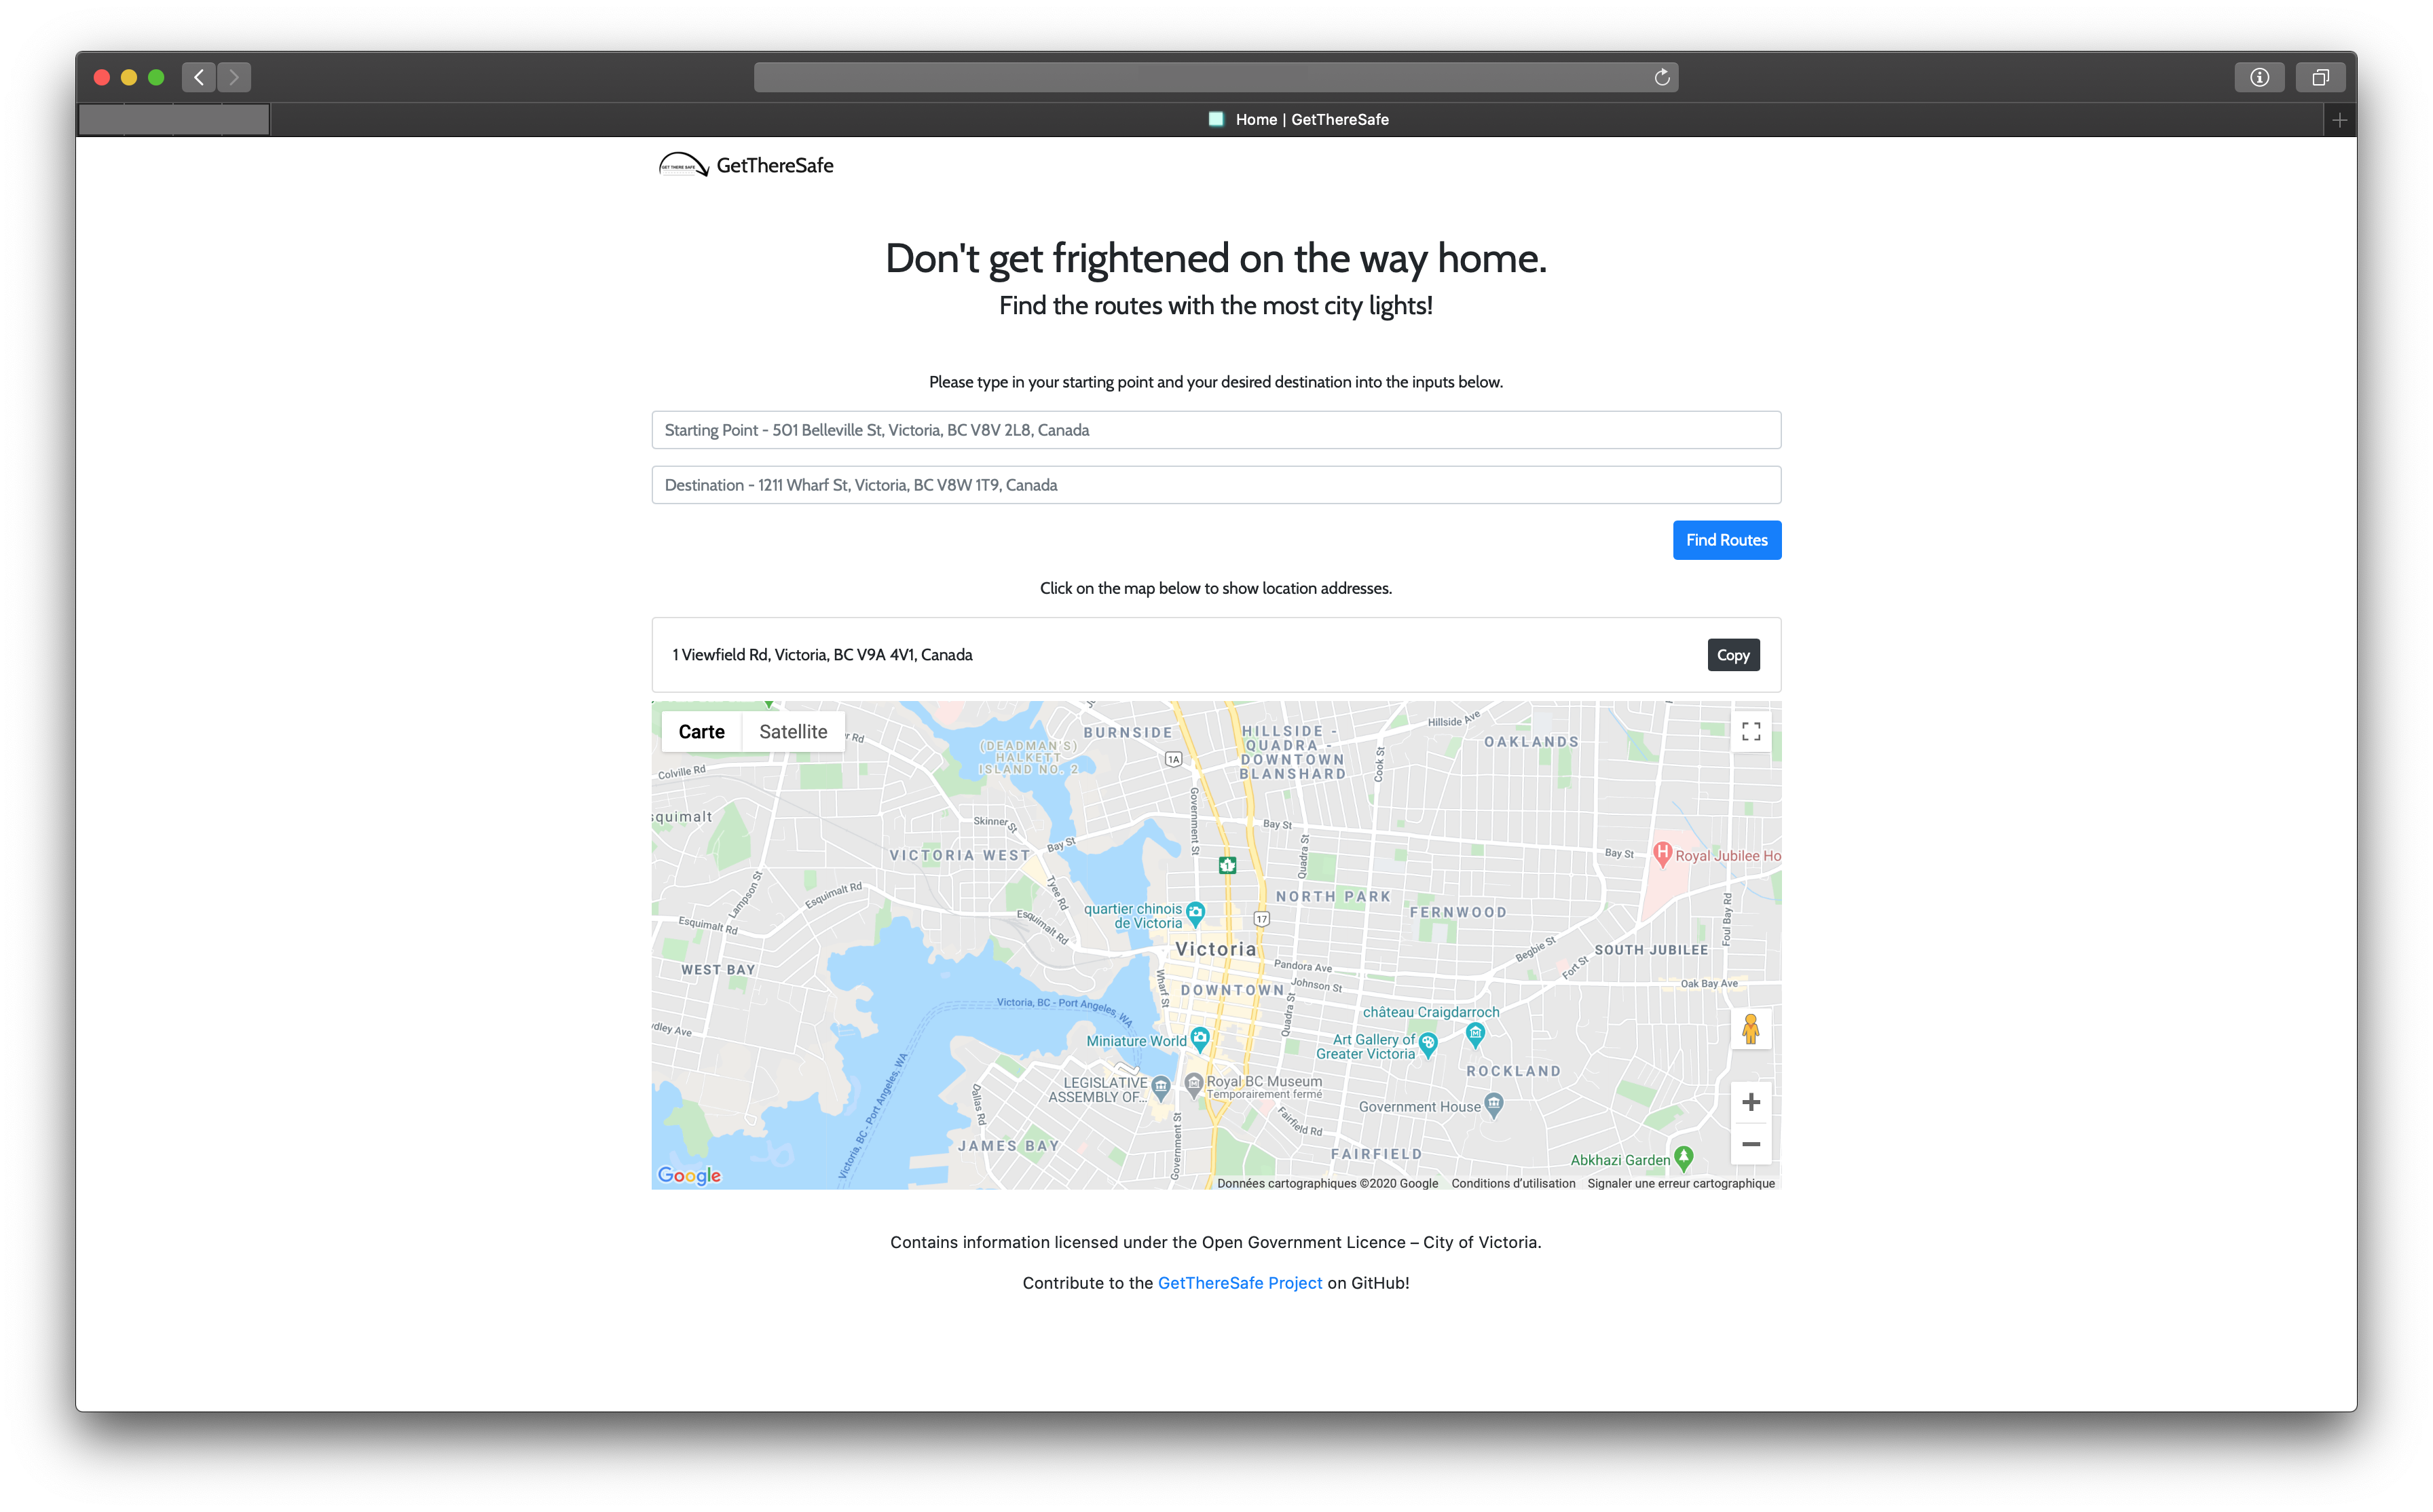 Home | GetThereSafe
GET THERE SAFE
GetThereSafe
Don't get frightened on the way home.
Find the routes with the most city lights!
Please type in your starting point and your desired destination into the inputs below.
Starting Point - 501 Belleville St, Victoria, BC V8V 2L8, Canada
Destination - 1211 Wharf St, Victoria, BC V8W 1T9, Canada
Find Routes
Click on the map below to show location addresses.
1 Viewfield Rd, Victoria, BC V9A 4V1, Canada
Copy
Carte
Satellite
Colville Rd
(DEADMAN'S)
HALKETT
ISLAND NO. 2
BURNSIDE
1A
HILLSIDE -
QUADRA -
DOWNTOWN
BLANSHARD
Cook St
Hillside Ave
OAKLANDS
squimalt
Skinner St
Bay St
Government St
Bay St
Quadra St
Bay St
Royal Jubilee Ho
VICTORIA WEST
1
Tyee Rd
Lampson St
Esquimalt Rd
Esquimalt Rd
Esquimalt Rd
quartier chinois
de Victoria
17
NORTH PARK
FERNWOOD
Foul Bay Rd
Begbie St
Fort St
SOUTH JUBILEE
Victoria
WEST BAY
Pandora Ave
Johnson St
Oak Bay Ave
Wharf St
DOWNTOWN
Quadra St
Victoria, BC - Port Angeles, WA
dley Ave
château Craigdarroch
Miniature World
Art Gallery of
Greater Victoria
Victoria, BC - Port Angeles, WA
ROCKLAND
LEGISLATIVE
ASSEMBLY OF...
Royal BC Museum
Temporairement fermé
Government House
Dallas Rd
Fairfield Rd
Government St
JAMES BAY
FAIRFIELD
Abkhazi Garden
Google
Données cartographiques ©2020 Google
Conditions d'utilisation
Signaler une erreur cartographique
Contains information licensed under the Open Government Licence – City of Victoria.
Contribute to the GetThereSafe Project on GitHub!